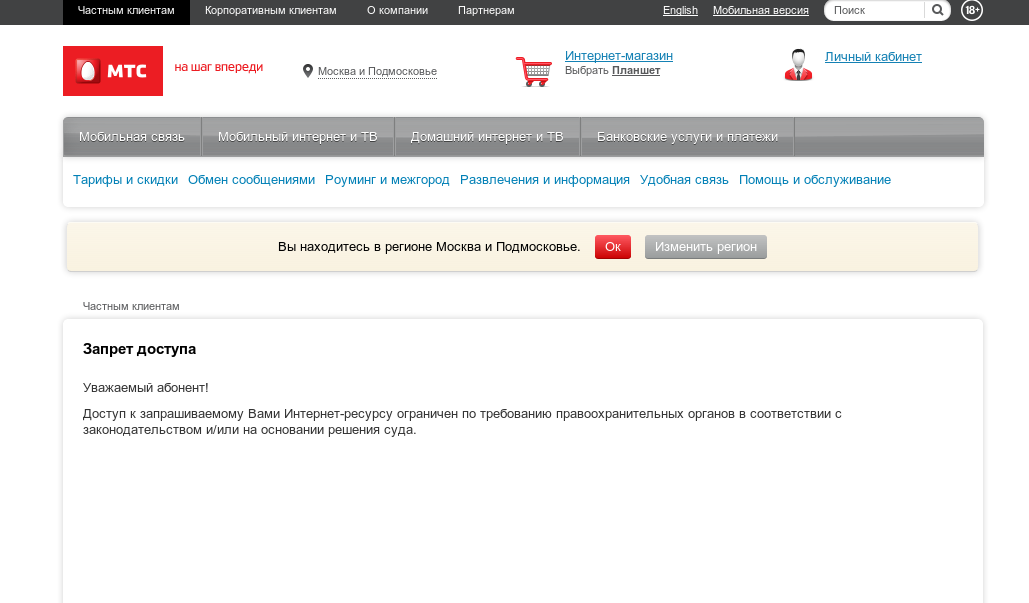 Частным клиентам Корпоративным клиентам О компании Партнерам English Мобильная версия Поиск 18+
мтс на шаг впереди Москва и Подмосковье Интернет-магазин Личный кабинет
Выбрать Планшет
Мобильная связь Мобильный интернет и ТВ Домашний интернет и ТВ Банковские услуги и платежи
Тарифы и скидки Обмен сообщениями Роуминг и межгород Развлечения и информация Удобная связь Помощь и обслуживание
Вы находитесь в регионе Москва и Подмосковье. Ок Изменить регион
Частным клиентам
Запрет доступа
Уважаемый абонент!
Доступ к запрашиваемому Вами Интернет-ресурсу ограничен по требованию правоохранительных органов в соответствии с
законодательством и/или на основании решения суда.